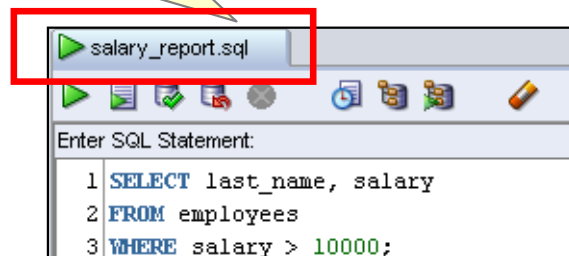 salary_report.sql
Enter SQL Statement:
1 SELECT last_name, salary
2 FROM employees
3 WHERE salary > 10000;